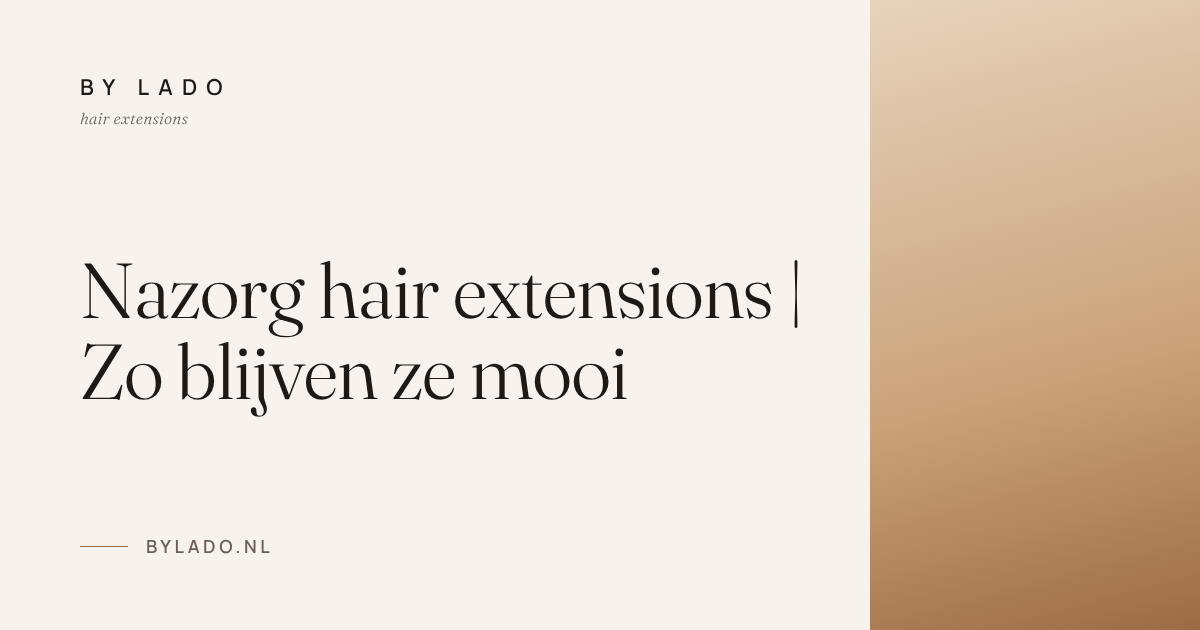 BY LADO
hair extensions
Nazorg hair extensions |
Zo blijven ze mooi
BYLADO.NL